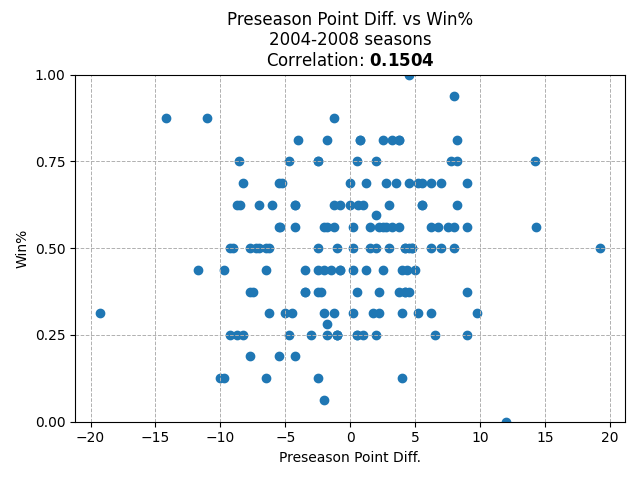 Preseason Point Diff. vs Win%
2004-2008 seasons
Correlation: 0.1504
1.00
0.75
0.50
0.25
0.00
Win%
−20 −15 −10 −5 0 5 10 15 20
Preseason Point Diff.